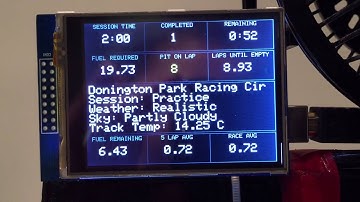 SESSION TIME COMPLETED REMAINING
2:00 1 0:52
FUEL REQUIRED PIT ON LAP LAPS UNTIL EMPTY
19.73 8 8.93
Donington Park Racing Cir
Session: Practice
Weather: Realistic
Sky: Partly Cloudy
Track Temp: 14.25 C
FUEL REMAINING 5 LAP AVG RACE AVG
6.43 0.72 0.72